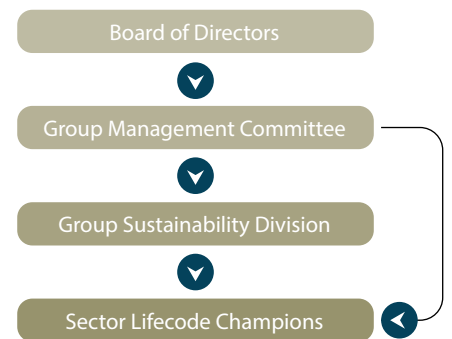 Board of Directors
Group Management Committee
Group Sustainability Division
Sector Lifecode Champions